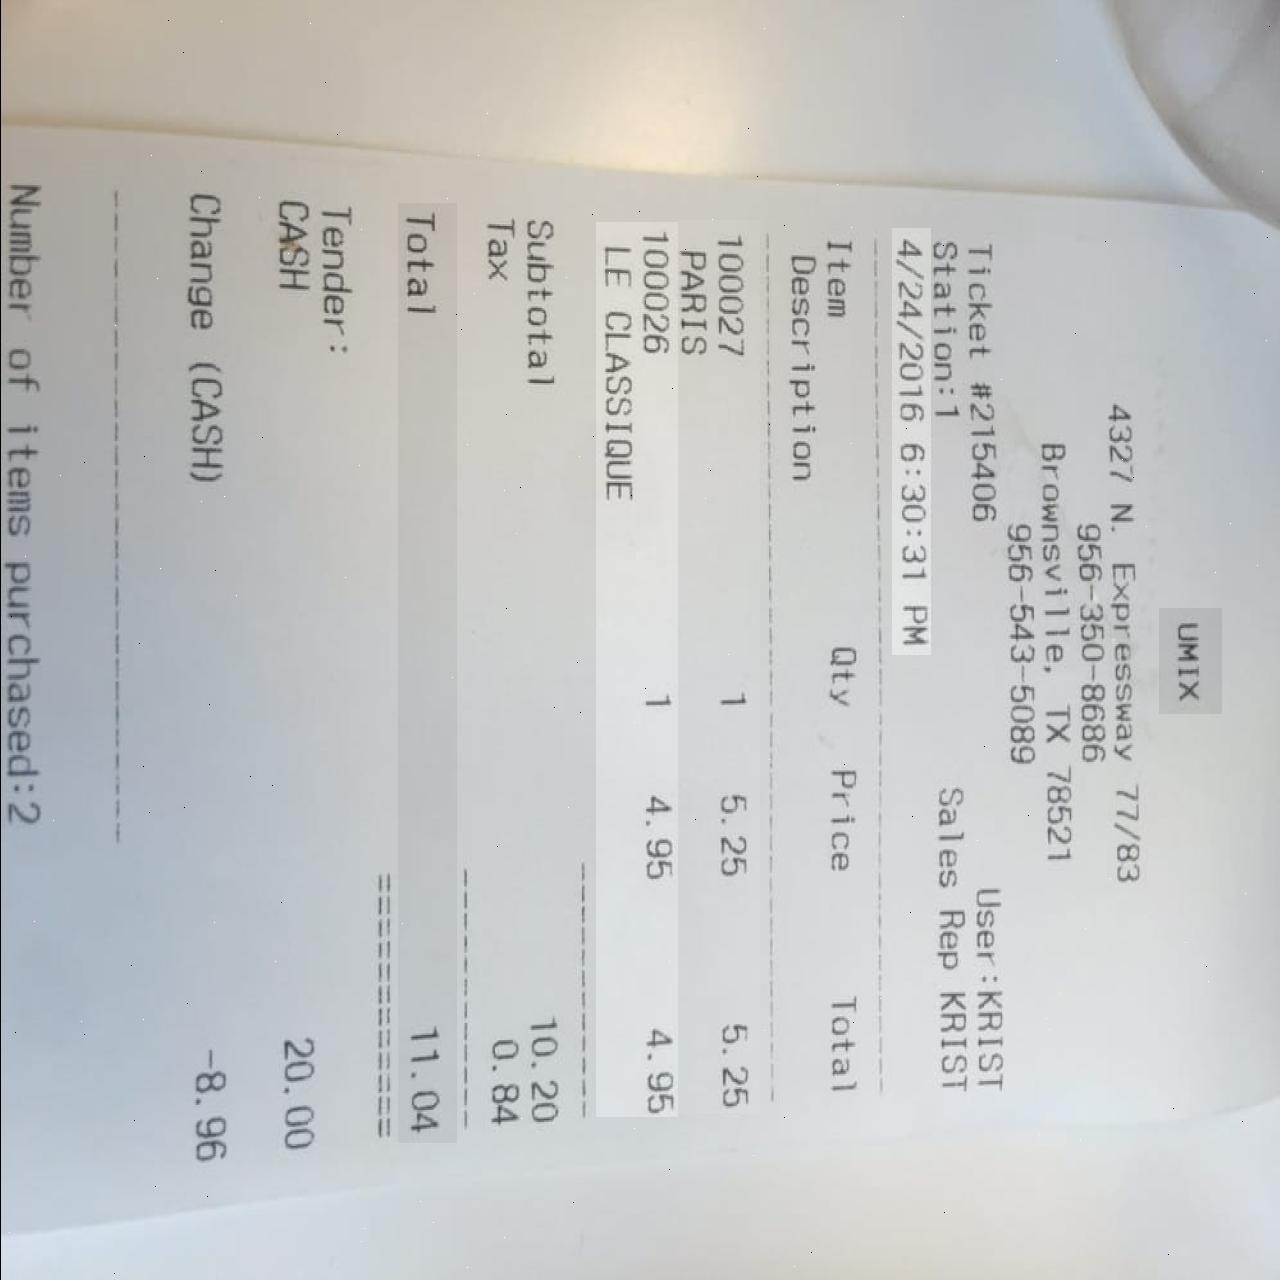 UMIX
4327 N. Expressway 77/83
956-350-8686
Brownsville, TX 78521
956-543-5089
Ticket #215406 User:KRIST
Station:1 Sales Rep KRIST
4/24/2016 6:30:31 PM
Item Qty Price Total
Description
100027 1 5.25 5.25
PARIS
100026 1 4.95 4.95
LE CLASSIQUE
Subtotal 10.20
Tax 0.84
Total 11.04
Tender:
CASH 20.00
Change (CASH) -8.96
Number of items purchased:2